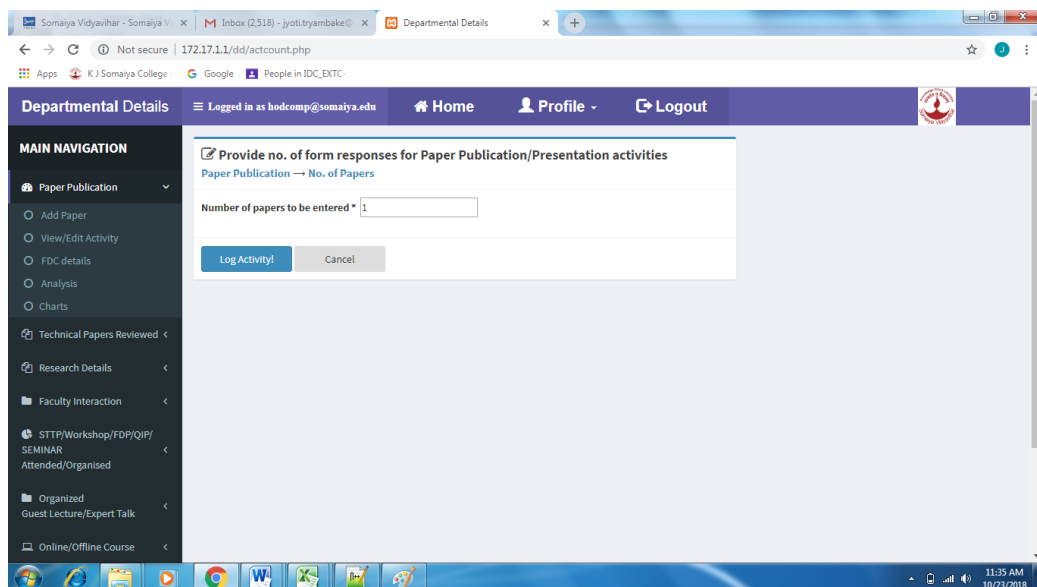 Somaiya Vidyavihar - Somaiya Vi
Inbox (2,518) - jyoti.tryambake@
Departmental Details
Not secure | 172.17.1.1/dd/actcount.php
Apps
K J Somaiya College
Google
People in IDC_EXTC-
Departmental Details
Logged in as hodcomp@somaiya.edu
Home
Profile
Logout
MAIN NAVIGATION
Paper Publication
Add Paper
View/Edit Activity
FDC details
Analysis
Charts
Technical Papers Reviewed
Research Details
Faculty Interaction
STTP/Workshop/FDP/QIP/
SEMINAR
Attended/Organised
Organized
Guest Lecture/Expert Talk
Online/Offline Course
Provide no. of form responses for Paper Publication/Presentation activities
Paper Publication → No. of Papers
Number of papers to be entered * 1
Log Activity!
Cancel
11:35 AM
10/23/2018